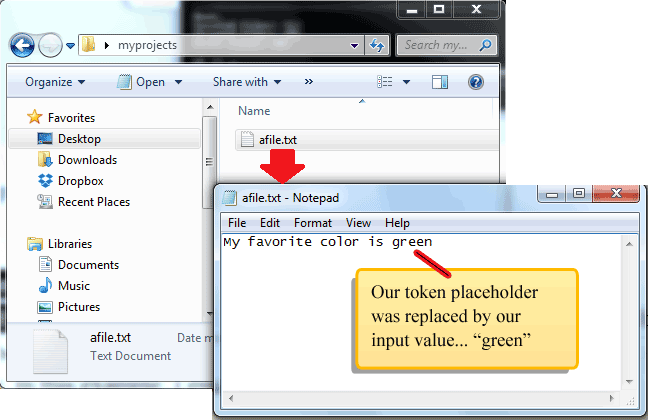 myprojects
Search my...
Organize
Open
Share with
»
Name
Favorites
Desktop
Downloads
Dropbox
Recent Places
Libraries
Documents
Music
Pictures
afile.txt
afile.txt
Date m
Text Document
afile.txt - Notepad
File Edit Format View Help
My favorite color is green
Our token placeholder
was replaced by our
input value... “green”